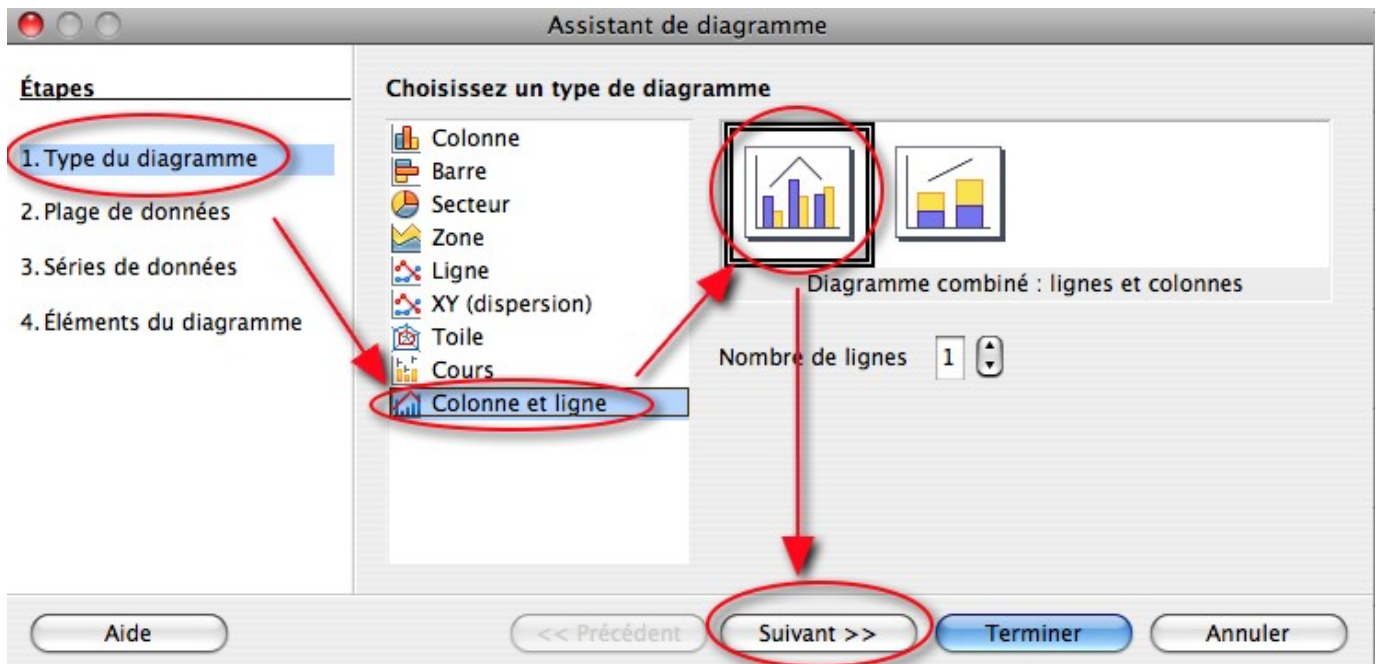 Assistant de diagramme
Étapes
1. Type du diagramme
2. Plage de données
3. Séries de données
4. Éléments du diagramme
Choisissez un type de diagramme
Colonne
Barre
Secteur
Zone
Ligne
XY (dispersion)
Toile
Cours
Colonne et ligne
Diagramme combiné : lignes et colonnes
Nombre de lignes 1
Aide
<< Précédent
Suivant >>
Terminer
Annuler